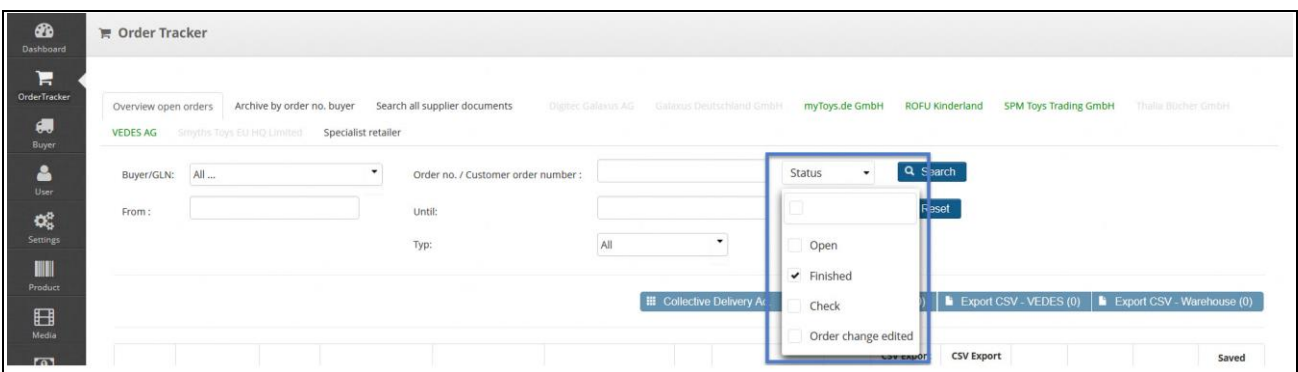 Dashboard
Order Tracker
OrderTracker
Overview open orders Archive by order no. buyer Search all supplier documents Digitec Galaxus AG Galaxus Deutschland GmbH myToys.de GmbH ROFU Kinderland SPM Toys Trading GmbH Thalia Bücher GmbH
VEDES AG Smyths Toys EU HQ Limited Specialist retailer
Buyer
Buyer/GLN: All ... Order no. / Customer order number : Status Search
User
From : Until: Reset
Settings
Typ: All Open
Finished
Product
Collective Delivery Export CSV - VEDES (0) Export CSV - Warehouse (0)
Check
Media
Order change edited
CSV Export CSV Export Saved